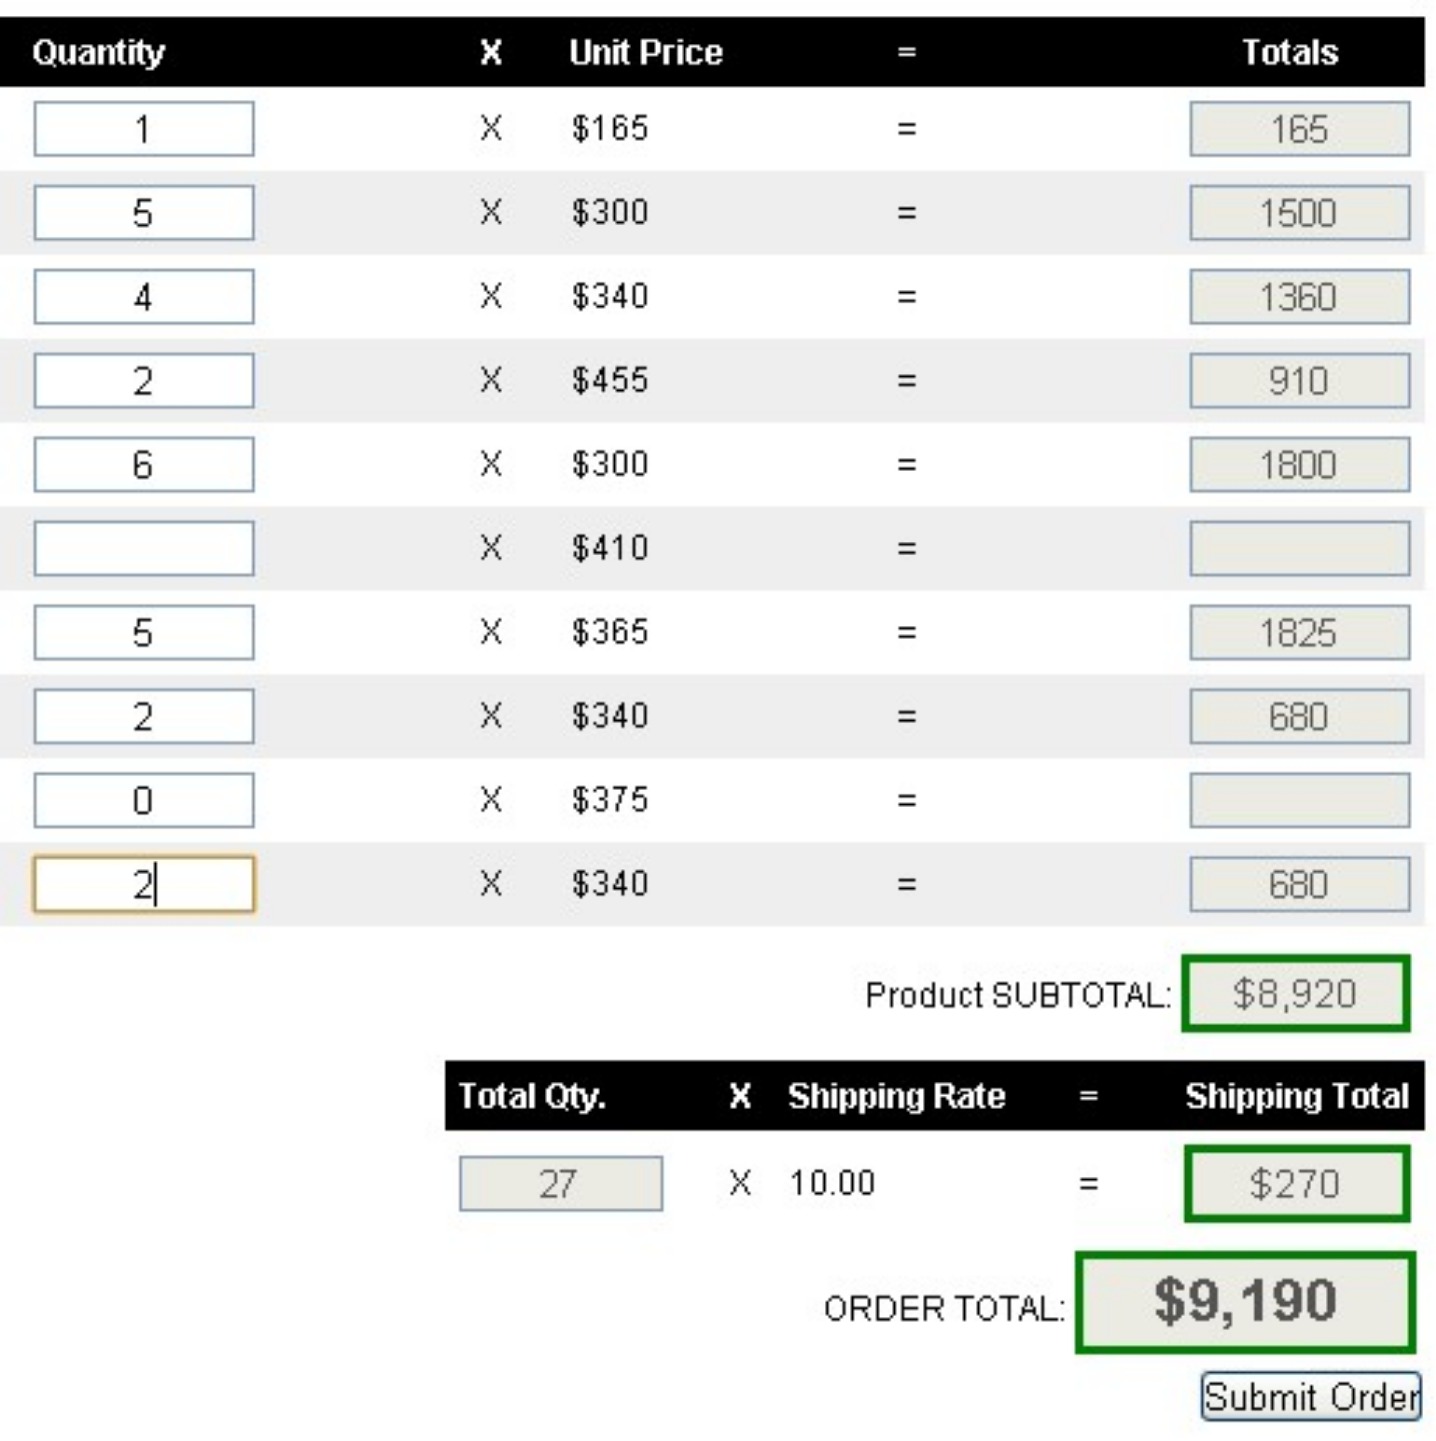 Quantity X Unit Price = Totals
1 X $165 = 165
5 X $300 = 1500
4 X $340 = 1360
2 X $455 = 910
6 X $300 = 1800
X $410 =
5 X $365 = 1825
2 X $340 = 680
0 X $375 =
2 X $340 = 680
Product SUBTOTAL: $8,920
Total Qty. X Shipping Rate = Shipping Total
27 X 10.00 = $270
ORDER TOTAL: $9,190
Submit Order